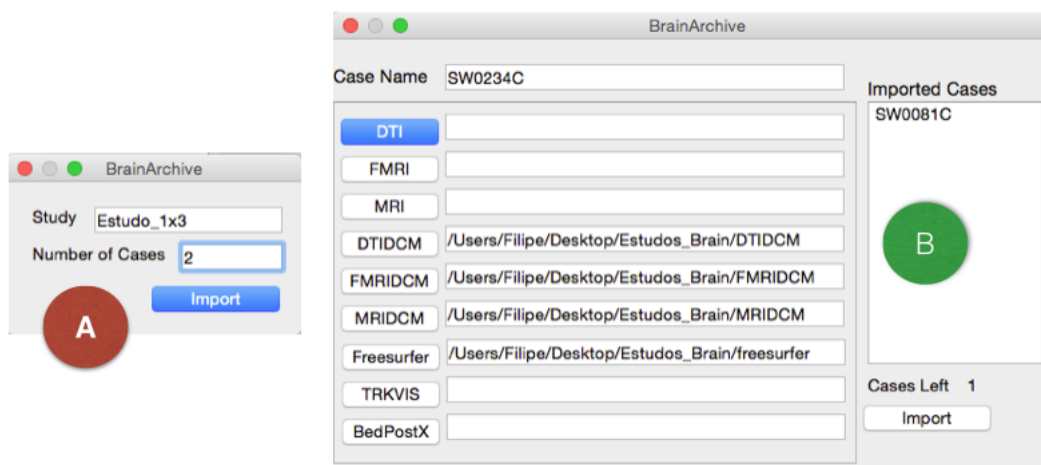 BrainArchive
Study Estudo_1x3
Number of Cases 2
Import
A
BrainArchive
Case Name SW0234C
DTI
FMRI
MRI
DTIDCM /Users/Filipe/Desktop/Estudos_Brain/DTIDCM
FMRIDCM /Users/Filipe/Desktop/Estudos_Brain/FMRIDCM
MRIDCM /Users/Filipe/Desktop/Estudos_Brain/MRIDCM
Freesurfer /Users/Filipe/Desktop/Estudos_Brain/freesurfer
TRKVIS
BedPostX
Imported Cases
SW0081C
B
Cases Left 1
Import